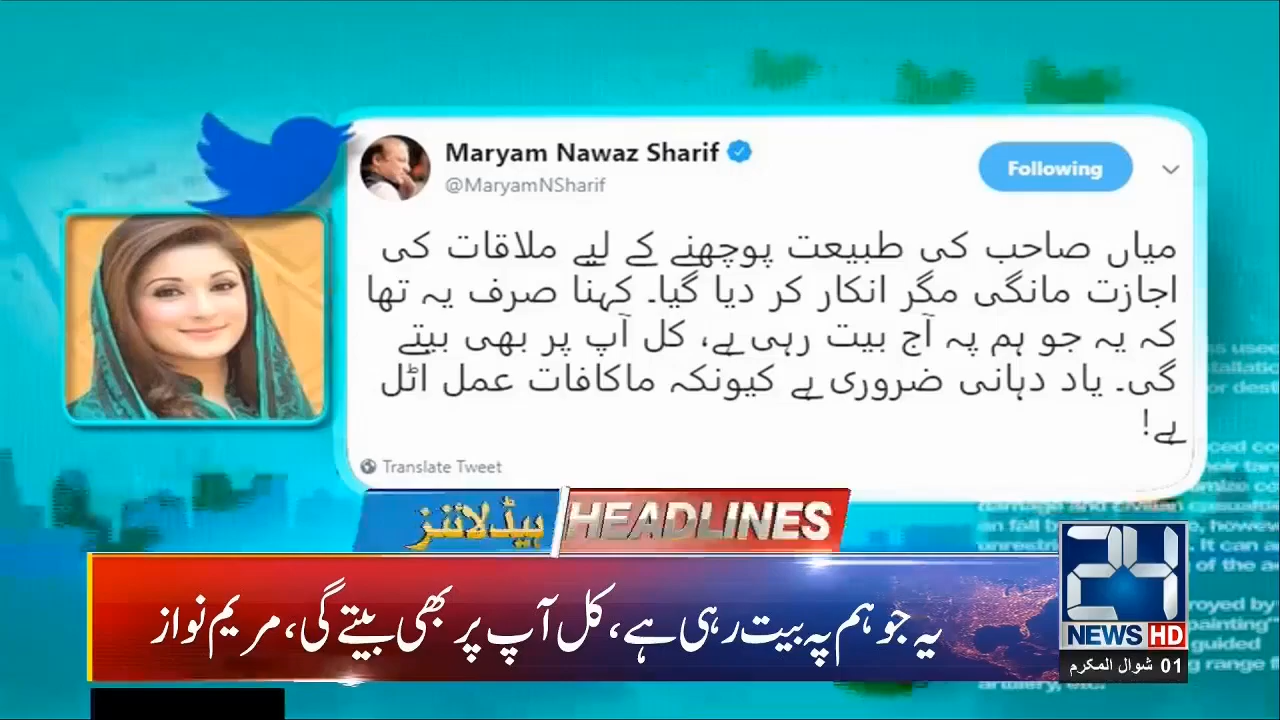 Maryam Nawaz Sharif
@MaryamNSharif
Following
میاں صاحب کی طبیعت پوچھنے کے لیے ملاقات کی
اجازت مانگی مگر انکار کر دیا گیا۔ کہنا صرف یہ تھا
کہ یہ جو ہم پہ آج بیت رہی ہے، کل آپ پر بھی بیتے
گی۔ یاد دہانی ضروری ہے کیونکہ ماکافات عمل اٹل
ہے!
Translate Tweet
ہیڈلائنز HEADLINES
یہ جو ہم پہ بیت رہی ہے، کل آپ پر بھی بیتے گی، مریم نواز
24
NEWS HD
01 شوال المکرم